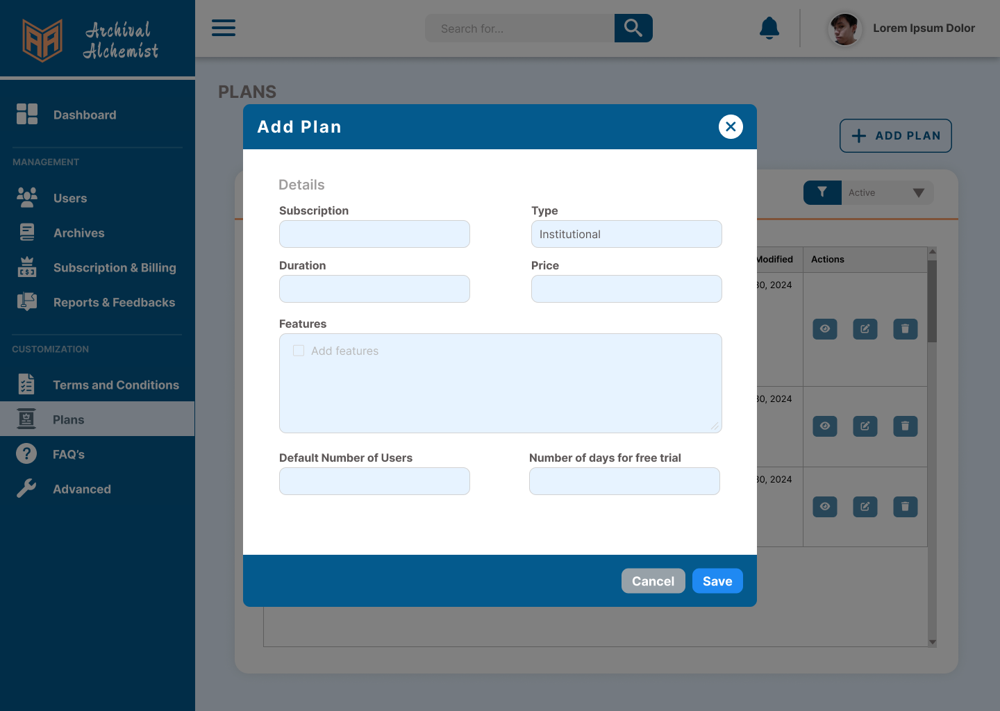 Archival
Alchemist
Search for...
Lorem Ipsum Dolor
Dashboard
MANAGEMENT
Users
Archives
Subscription & Billing
Reports & Feedbacks
CUSTOMIZATION
Terms and Conditions
Plans
FAQ's
Advanced
PLANS
ADD PLAN
Active
Modified Actions
30, 2024
30, 2024
30, 2024
Add Plan
Details
Subscription Type
Institutional
Duration Price
Features
Add features
Default Number of Users Number of days for free trial
Cancel Save